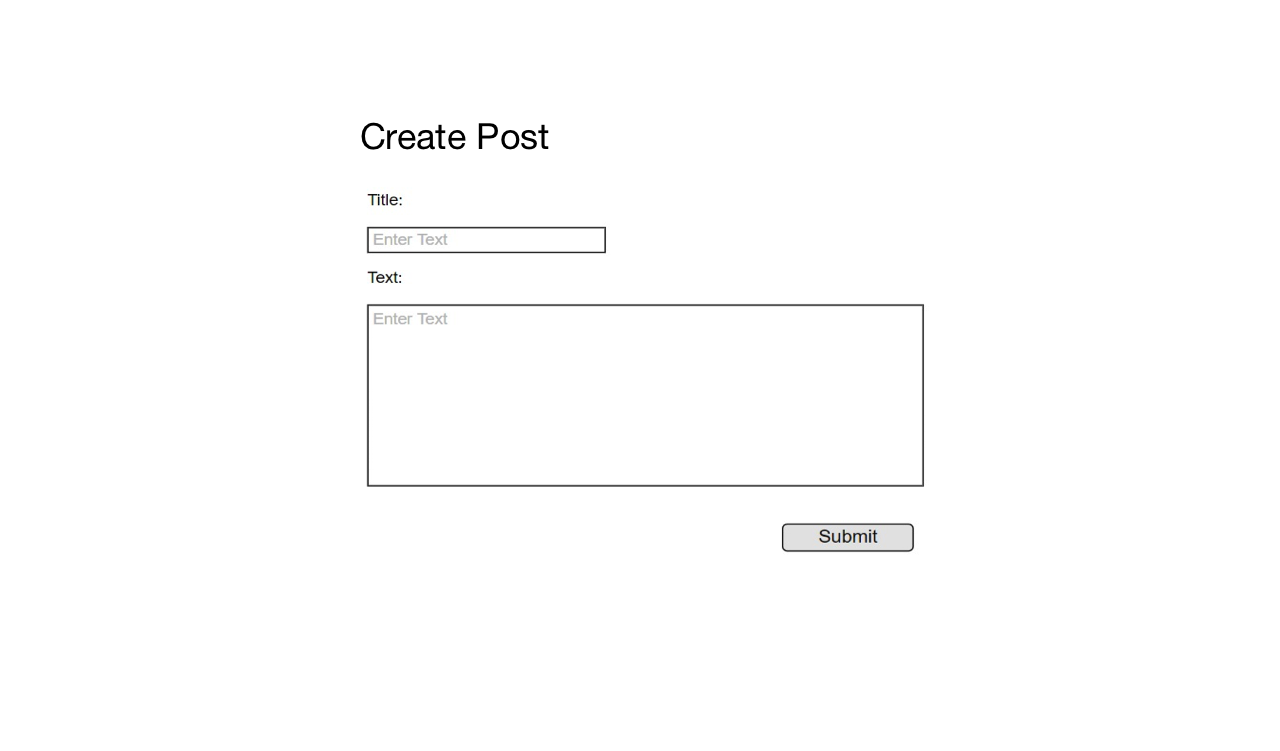 Create Post
Title:
Enter Text
Text:
Enter Text
Submit